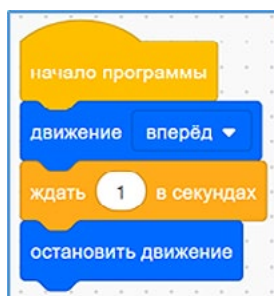 начало программы
движение вперёд
ждать 1 в секундах
остановить движение